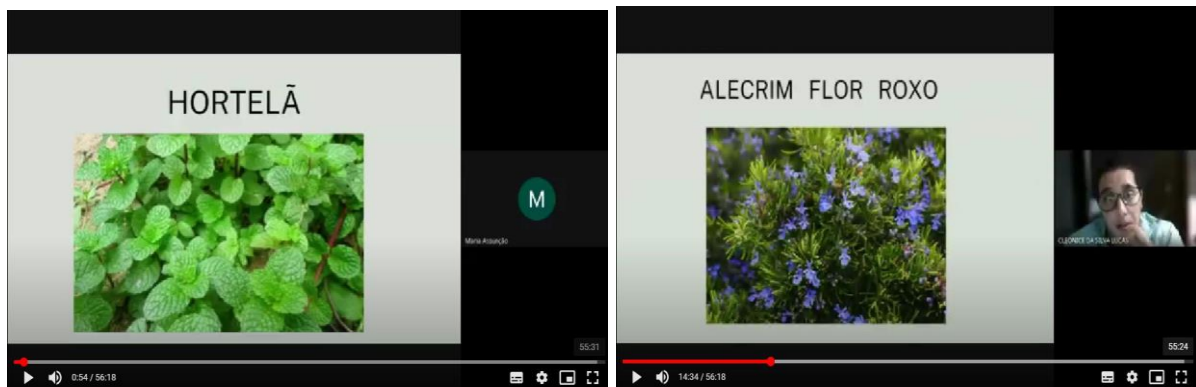 HORTELÃ
M
Maria Assunção
55:31
0:54 / 56:18
ALECRIM FLOR ROXO
CLEONICE DA SILVA LUCAS
55:24
14:34 / 56:18